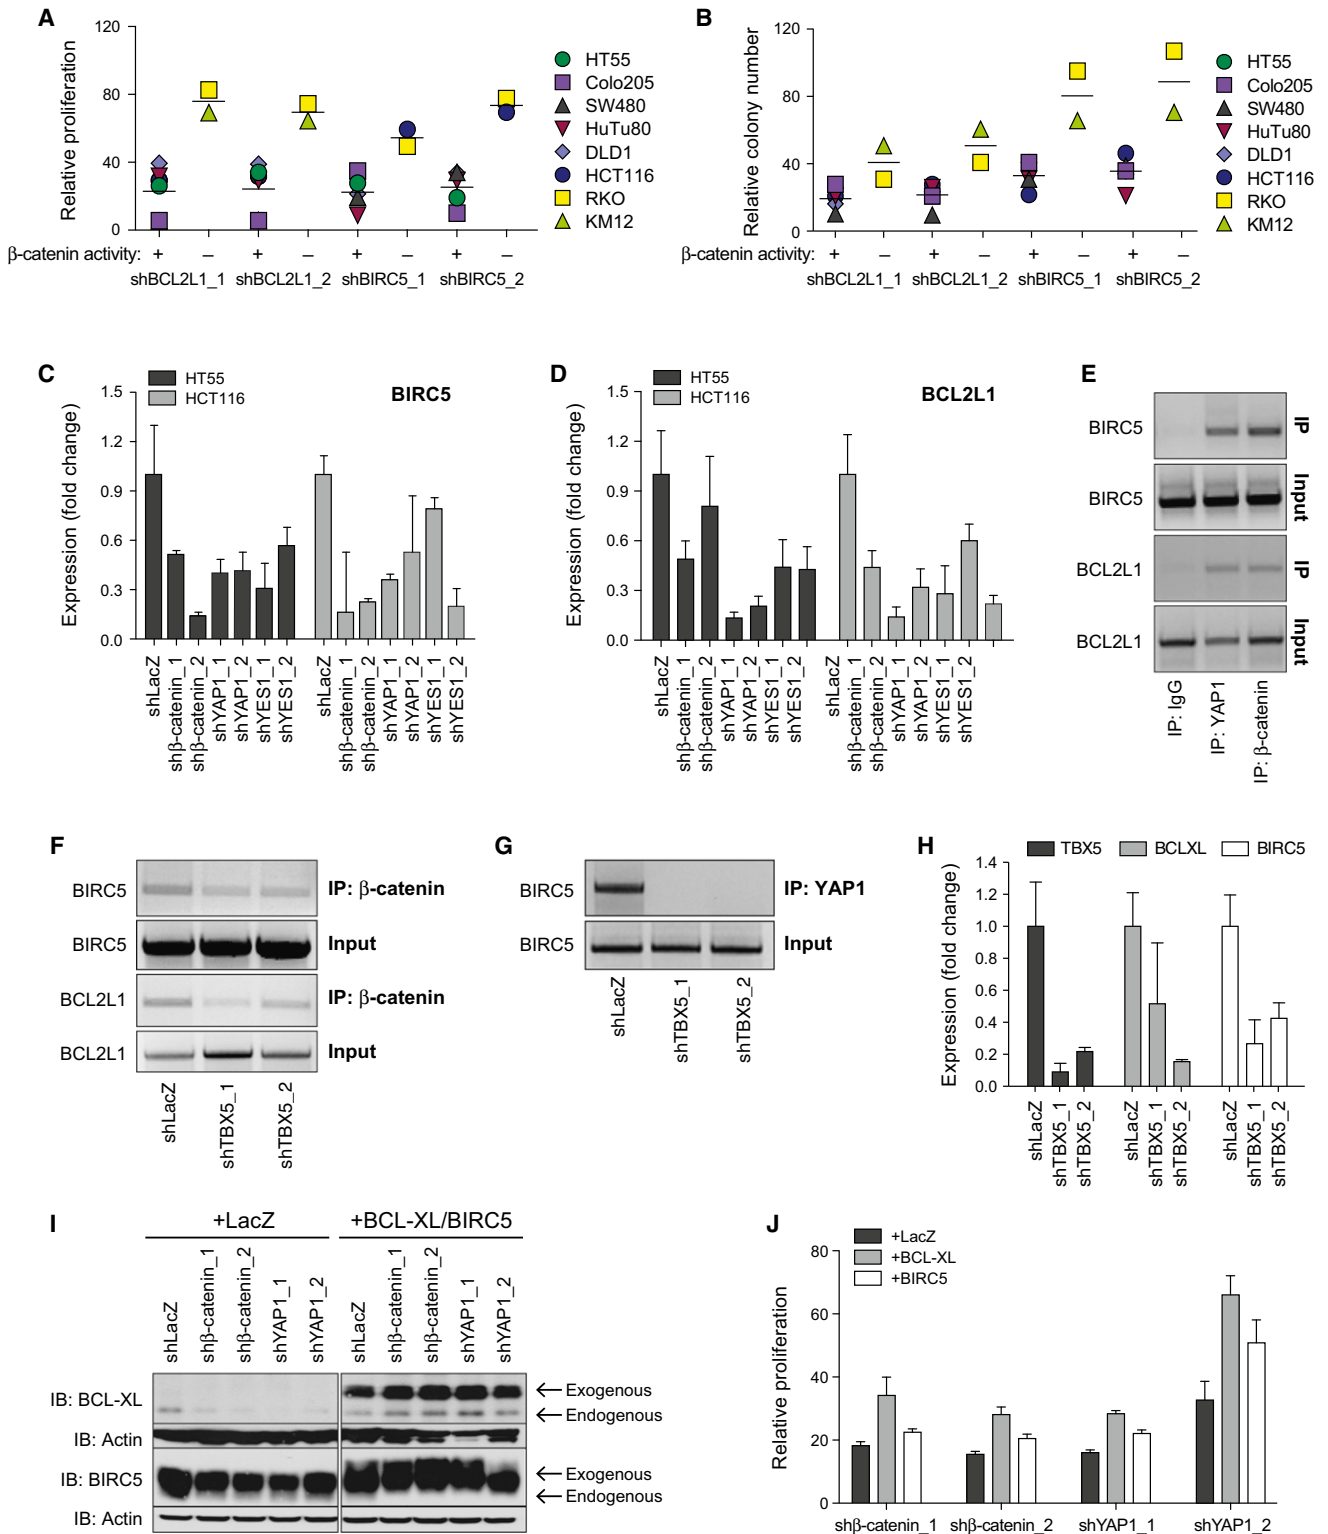 A
Relative proliferation
120
80
40
0
β-catenin activity: + – + – + – + –
shBCL2L1_1 shBCL2L1_2 shBIRC5_1 shBIRC5_2
HT55
Colo205
SW480
HuTu80
DLD1
HCT116
RKO
KM12
B
Relative colony number
120
80
40
0
β-catenin activity: + – + – + – + –
shBCL2L1_1 shBCL2L1_2 shBIRC5_1 shBIRC5_2
HT55
Colo205
SW480
HuTu80
DLD1
HCT116
RKO
KM12
C
HT55
HCT116
BIRC5
Expression (fold change)
1.5
1.2
0.9
0.6
0.3
0.0
shLacZ
shβ-catenin_1
shβ-catenin_2
shYAP1_1
shYAP1_2
shYES1_1
shYES1_2
shLacZ
shβ-catenin_1
shβ-catenin_2
shYAP1_1
shYAP1_2
shYES1_1
shYES1_2
D
HT55
HCT116
BCL2L1
Expression (fold change)
1.5
1.2
0.9
0.6
0.3
0.0
shLacZ
shβ-catenin_1
shβ-catenin_2
shYAP1_1
shYAP1_2
shYES1_1
shYES1_2
shLacZ
shβ-catenin_1
shβ-catenin_2
shYAP1_1
shYAP1_2
shYES1_1
shYES1_2
E
BIRC5 IP
BIRC5 Input
BCL2L1 IP
BCL2L1 Input
IP: IgG
IP: YAP1
IP: β-catenin
F
BIRC5 IP: β-catenin
BIRC5 Input
BCL2L1 IP: β-catenin
BCL2L1 Input
shLacZ
shTBX5_1
shTBX5_2
G
BIRC5 IP: YAP1
BIRC5 Input
shLacZ
shTBX5_1
shTBX5_2
H
TBX5 BCLXL BIRC5
Expression (fold change)
1.4
1.2
1.0
0.8
0.6
0.4
0.2
0.0
shLacZ
shTBX5_1
shTBX5_2
shLacZ
shTBX5_1
shTBX5_2
shLacZ
shTBX5_1
shTBX5_2
I
+LacZ +BCL-XL/BIRC5
shLacZ
shβ-catenin_1
shβ-catenin_2
shYAP1_1
shYAP1_2
shLacZ
shβ-catenin_1
shβ-catenin_2
shYAP1_1
shYAP1_2
IB: BCL-XL
← Exogenous
← Endogenous
IB: Actin
IB: BIRC5
← Exogenous
← Endogenous
IB: Actin
J
+LacZ
+BCL-XL
+BIRC5
Relative proliferation
80
60
40
20
0
shβ-catenin_1 shβ-catenin_2 shYAP1_1 shYAP1_2